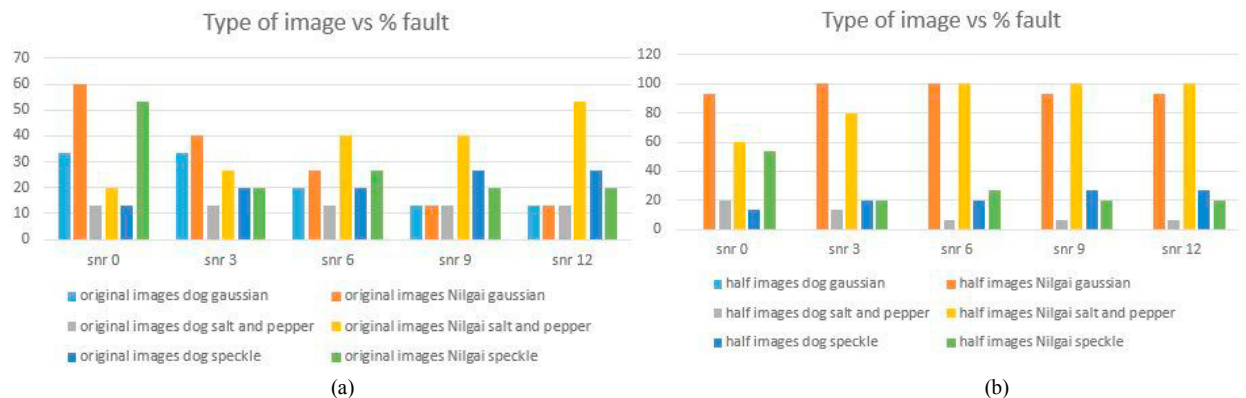 Type of image vs % fault
70
60
50
40
30
20
10
0
snr 0 snr 3 snr 6 snr 9 snr 12
original images dog gaussian original images Nilgai gaussian
original images dog salt and pepper original images Nilgai salt and pepper
original images dog speckle original images Nilgai speckle
(a)
Type of image vs % fault
120
100
80
60
40
20
0
snr 0 snr 3 snr 6 snr 9 snr 12
half images dog gaussian half images Nilgai gaussian
half images dog salt and pepper half images Nilgai salt and pepper
half images dog speckle half images Nilgai speckle
(b)